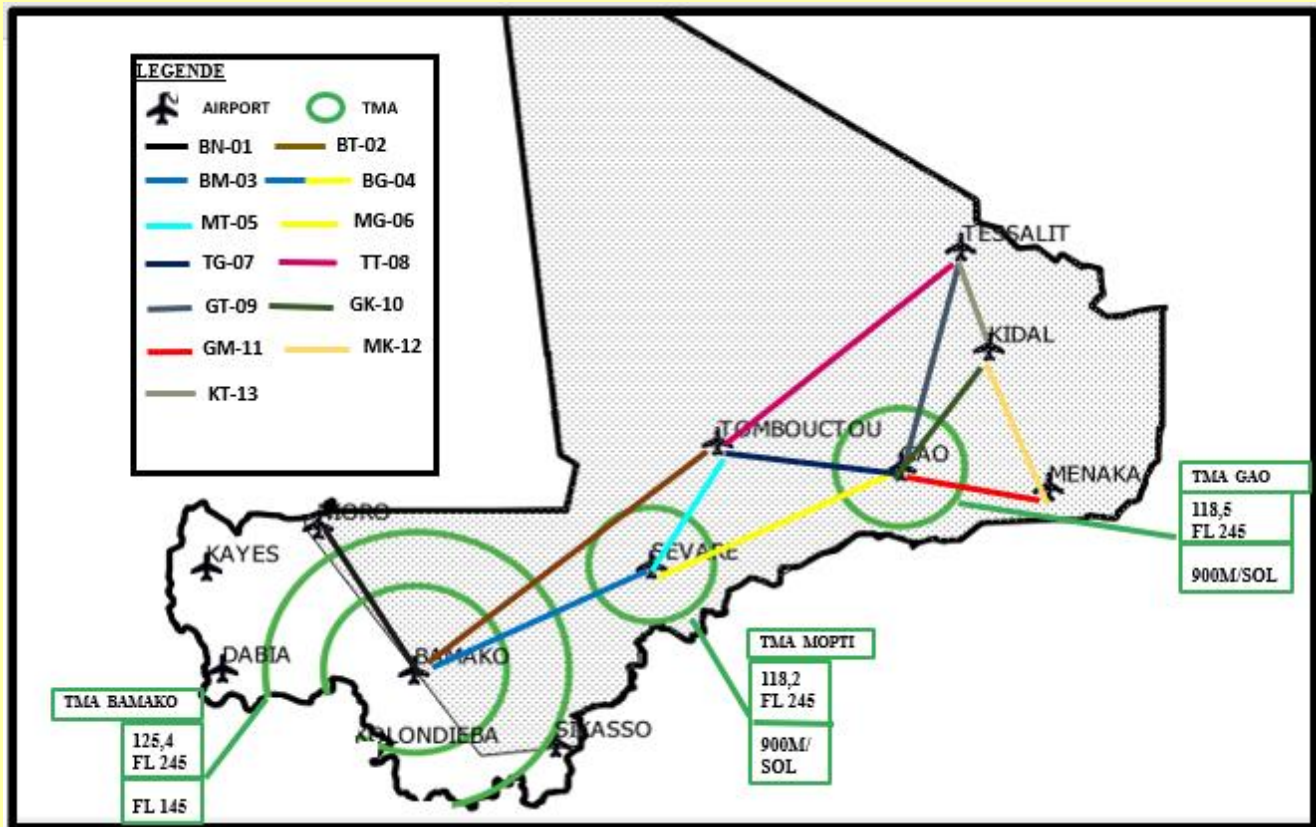 LEGENDE
AIRPORT TMA
BN-01 BT-02
BM-03 BG-04
MT-05 MG-06
TG-07 TT-08
GT-09 GK-10
GM-11 MK-12
KT-13
TESSALIT
KIDAL
TOMBOUCTOU
GAO
MENAKA
TMA GAO
118,5
FL 245
900M/SOL
KAYES
SEVARE
DABIA
BAMAKO
SIKASSO
TMA MOPTI
118,2
FL 245
900M/
SOL
TMA BAMAKO
125,4
FL 245
FL 145